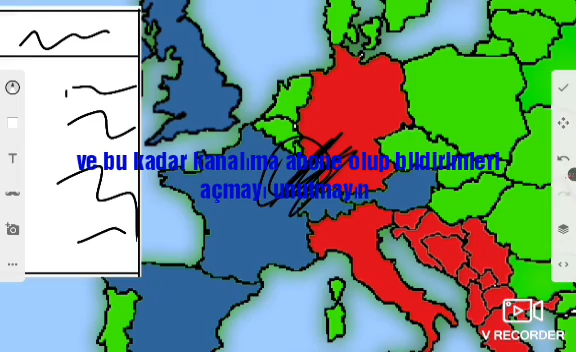 ve bu kadar kanalıma abone olup bildirimleri
açmayı unutmayın
V RECORDER